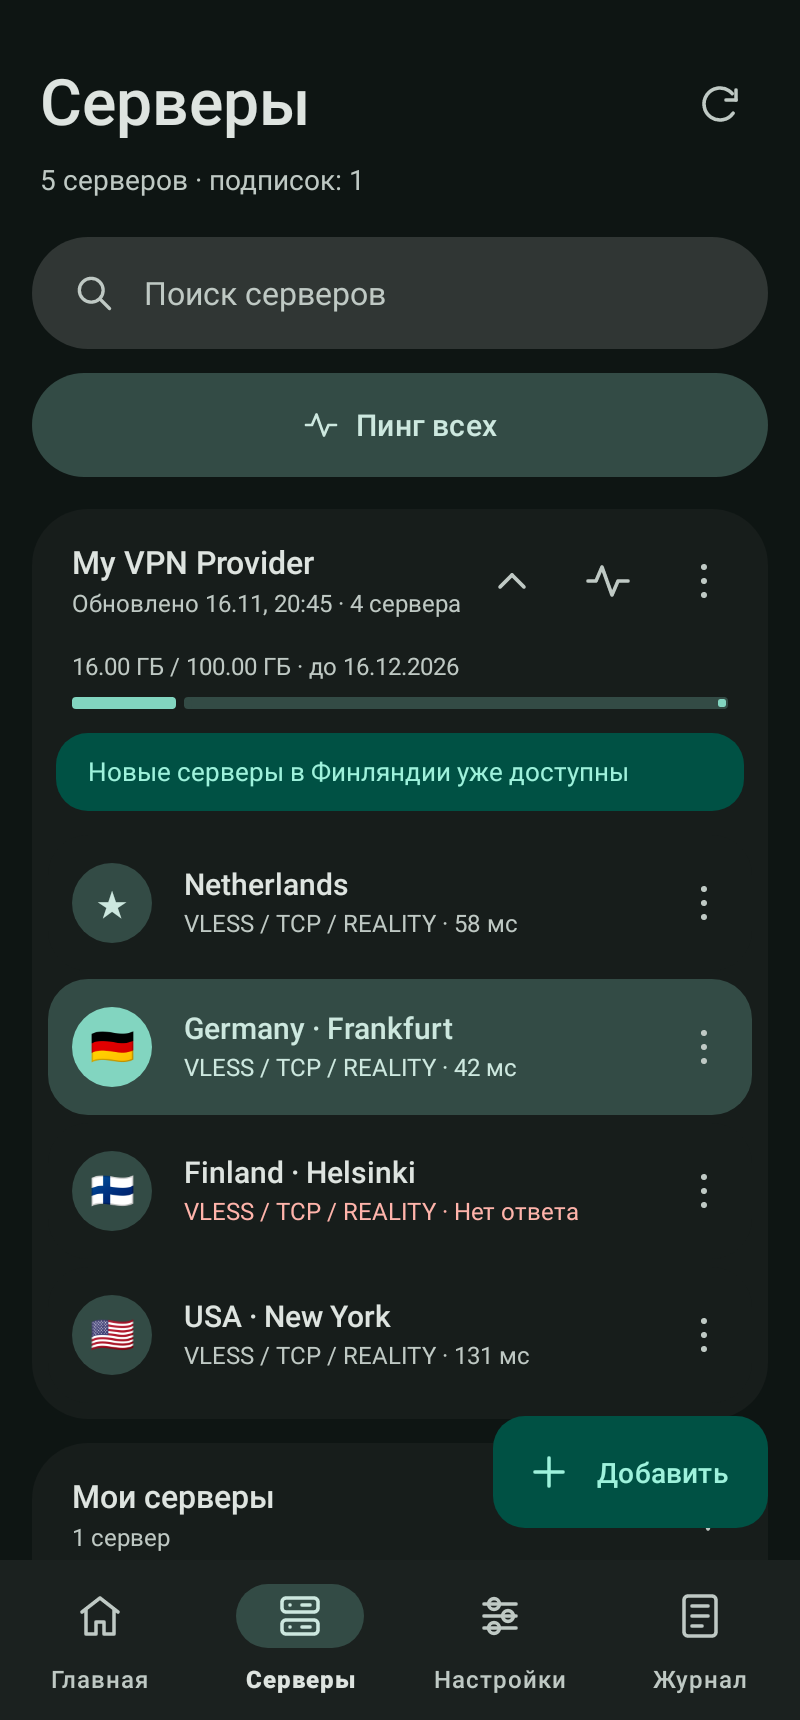 Серверы
5 серверов · подписок: 1
Поиск серверов
Пинг всех
My VPN Provider
Обновлено 16.11, 20:45 · 4 сервера
16.00 ГБ / 100.00 ГБ · до 16.12.2026
Новые серверы в Финляндии уже доступны
Netherlands
VLESS / TCP / REALITY · 58 мс
Germany · Frankfurt
VLESS / TCP / REALITY · 42 мс
Finland · Helsinki
VLESS / TCP / REALITY · Нет ответа
USA · New York
VLESS / TCP / REALITY · 131 мс
Мои серверы
1 сервер
Добавить
Главная
Серверы
Настройки
Журнал